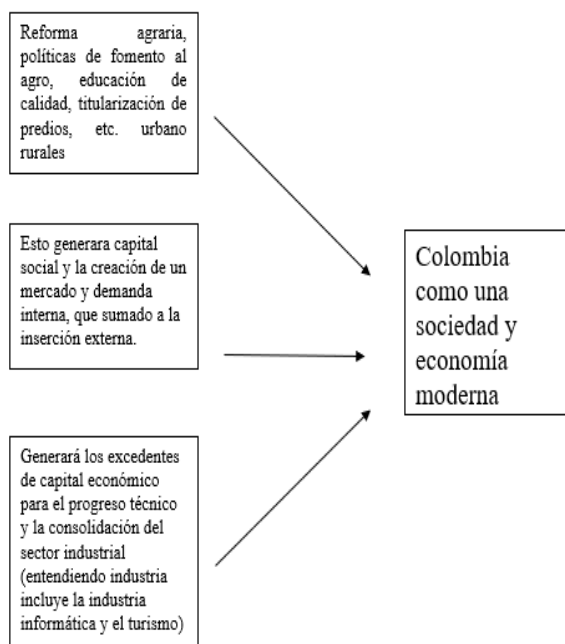 Reforma agraria,
políticas de fomento al
agro, educación de
calidad, titularización de
predios, etc. urbano
rurales
Esto generara capital
social y la creación de un
mercado y demanda
interna, que sumado a la
inserción externa.
Generará los excedentes
de capital económico
para el progreso técnico
y la consolidación del
sector industrial
(entendiendo industria
incluye la industria
informática y el turismo)
Colombia
como una
sociedad y
economía
moderna